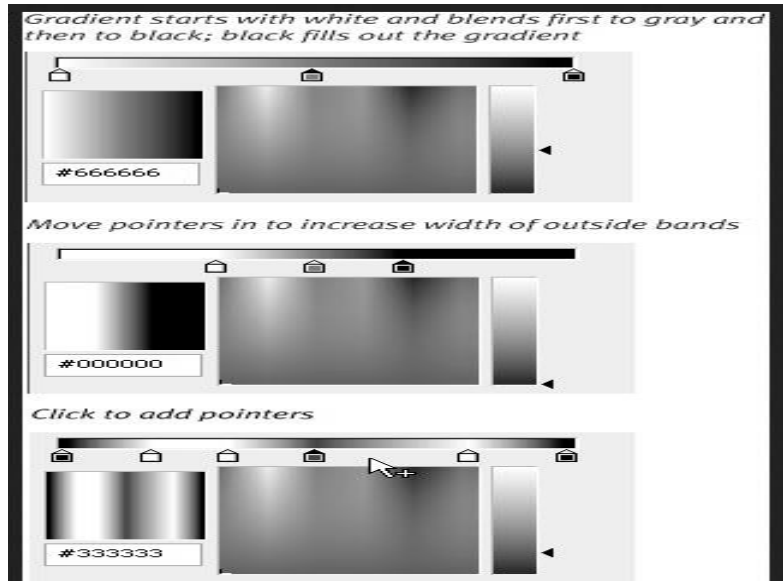 Gradient starts with white and blends first to gray and
then to black; black fills out the gradient
#666666
Move pointers in to increase width of outside bands
#000000
Click to add pointers
#333333